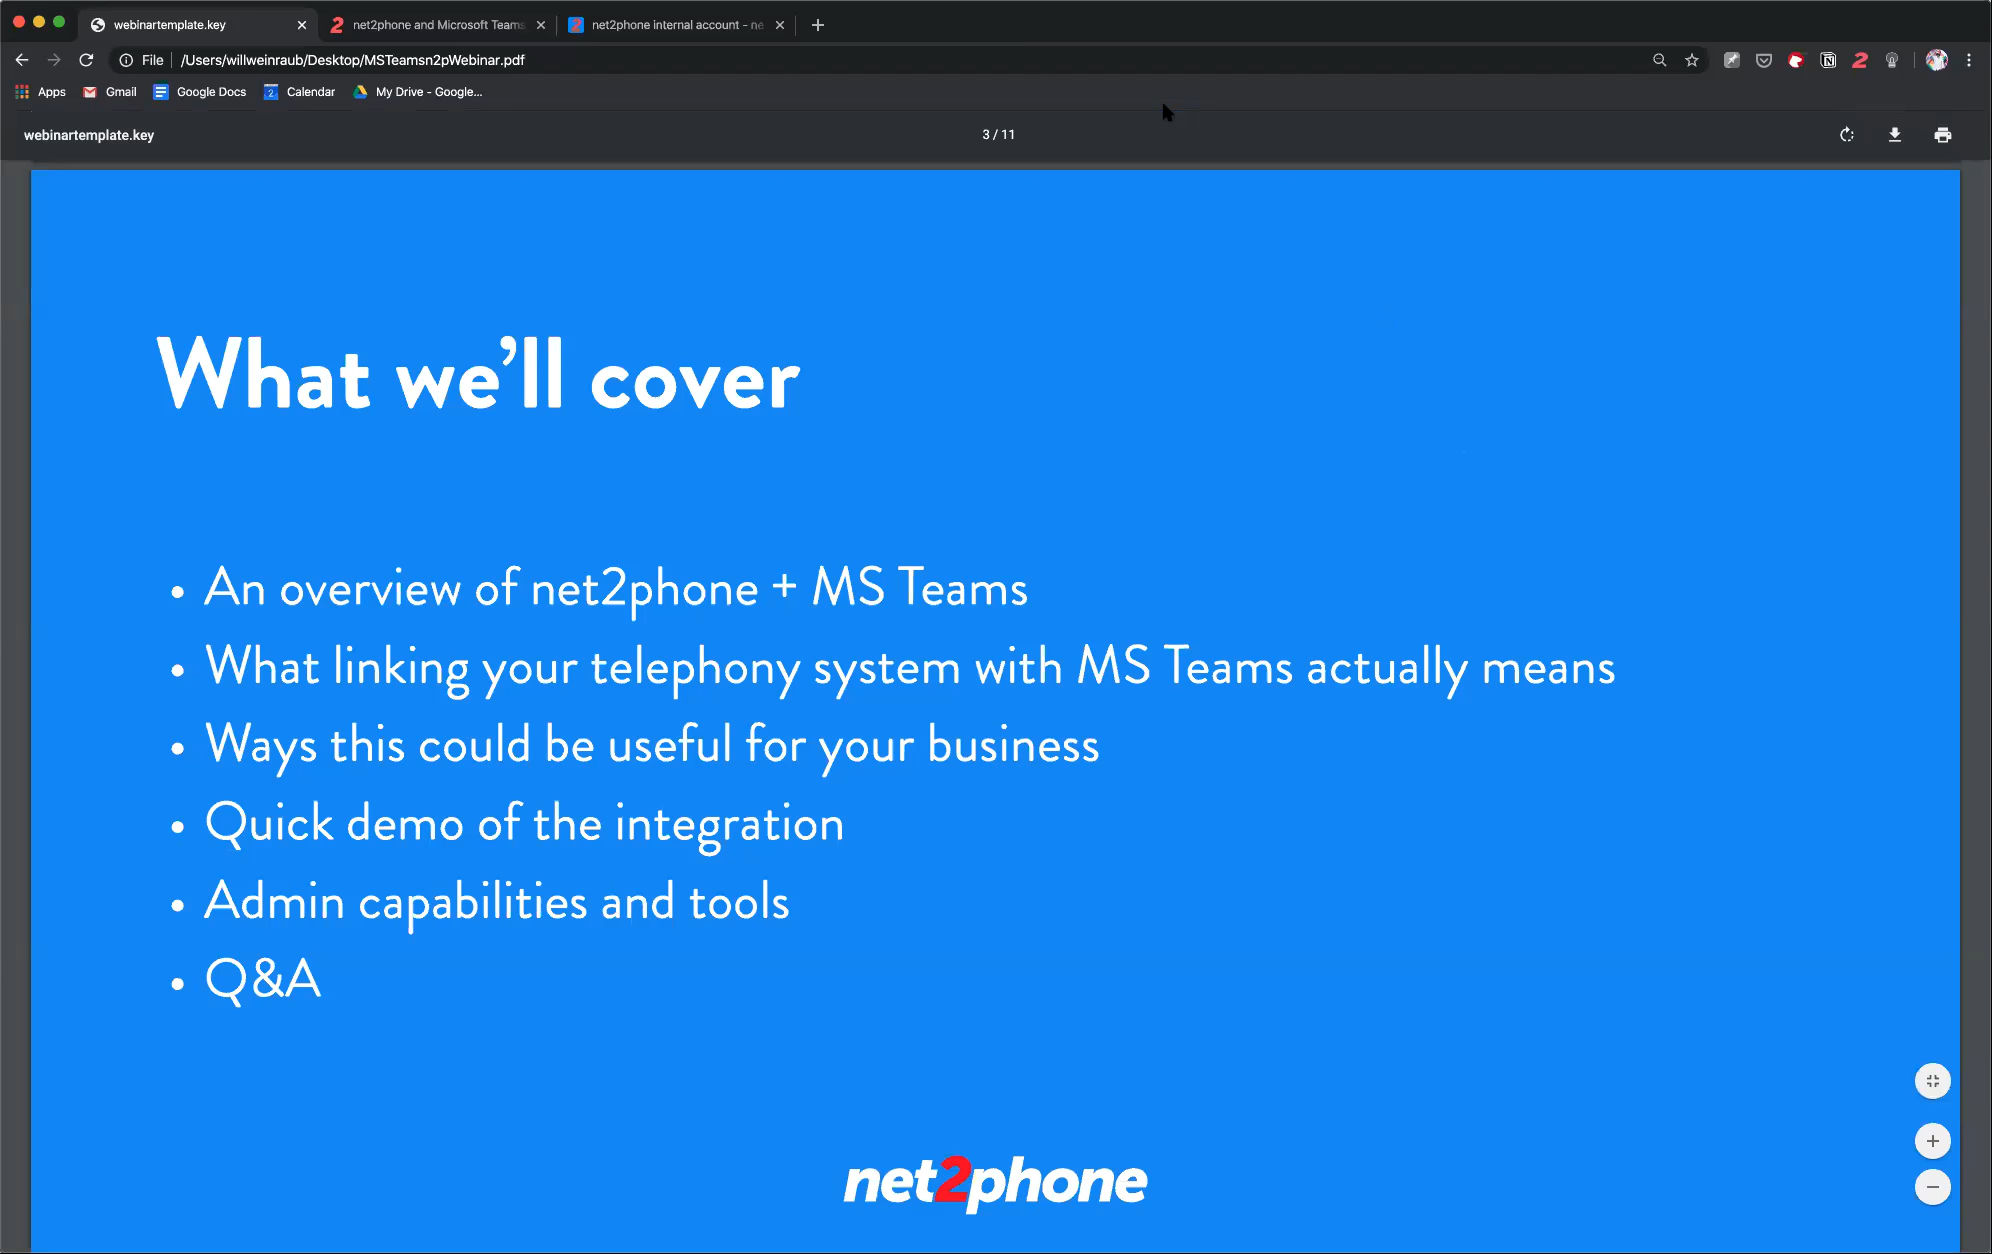 webinartemplate.key
net2phone and Microsoft Teams
net2phone internal account - ne
File
/Users/willweinraub/Desktop/MSTeamsn2pWebinar.pdf
Apps
Gmail
Google Docs
Calendar
My Drive - Google...
webinartemplate.key
3 / 11
What we’ll cover
• An overview of net2phone + MS Teams
• What linking your telephony system with MS Teams actually means
• Ways this could be useful for your business
• Quick demo of the integration
• Admin capabilities and tools
• Q&A
net2phone